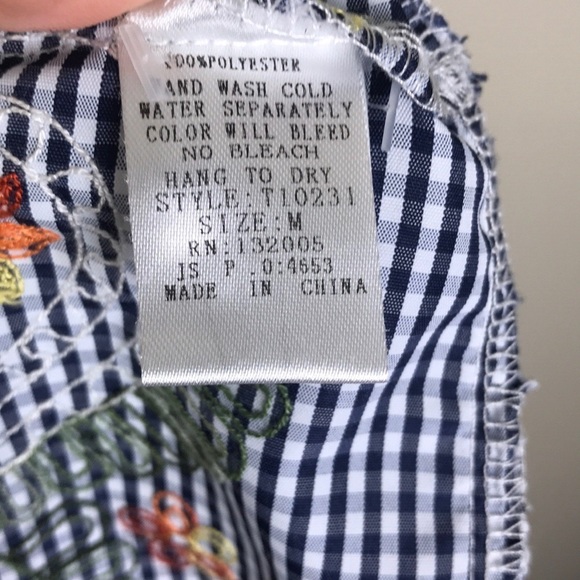 100%POLYESTER
AND WASH COLD
WATER SEPARATELY
COLOR WILL BLEED
NO BLEACH
HANG TO DRY
STYLE:T10231
SIZE:M
RN:132005
JS P.O:4653
MADE IN CHINA